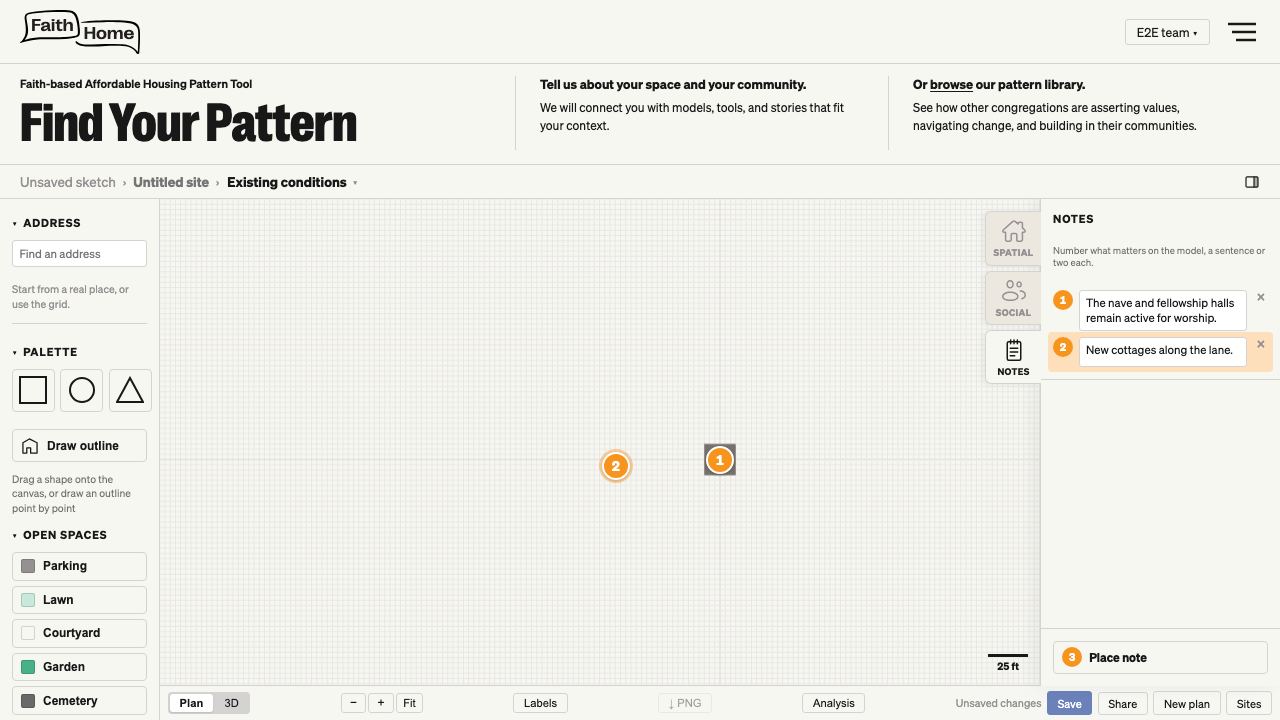 Faith
Home
E2E team ▾
Faith-based Affordable Housing Pattern Tool
Find Your Pattern
Tell us about your space and your community.
We will connect you with models, tools, and stories that fit
your context.
Or browse our pattern library.
See how other congregations are asserting values,
navigating change, and building in their communities.
Unsaved sketch › Untitled site › Existing conditions ▾
▾ ADDRESS
Find an address
Start from a real place, or
use the grid.
▾ PALETTE
Draw outline
Drag a shape onto the
canvas, or draw an outline
point by point
▾ OPEN SPACES
Parking
Lawn
Courtyard
Garden
Cemetery
2
1
SPATIAL
SOCIAL
NOTES
25 ft
NOTES
Number what matters on the model, a sentence or
two each.
1 The nave and fellowship halls
remain active for worship. ×
2 New cottages along the lane. ×
3 Place note
Plan 3D
− + Fit
Labels
↓ PNG
Analysis
Unsaved changes
Save
Share
New plan
Sites